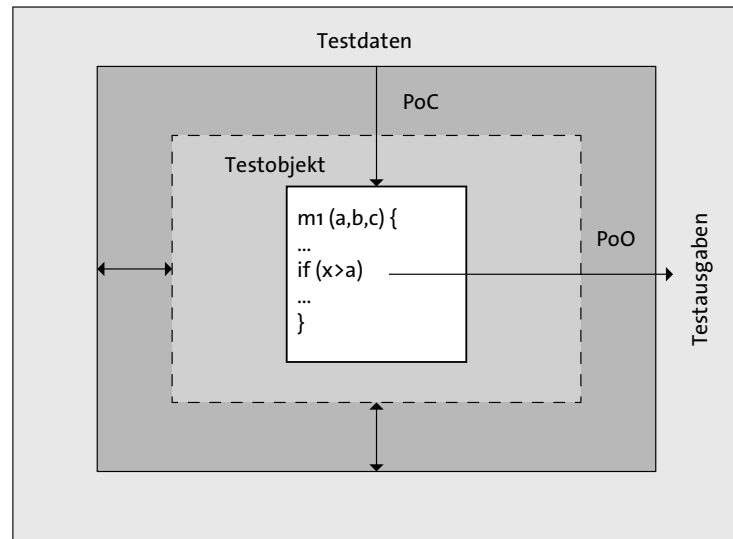 Testdaten
PoC
Testobjekt
m1 (a,b,c) {
...
if (x>a)
...
}
PoO
Testausgaben